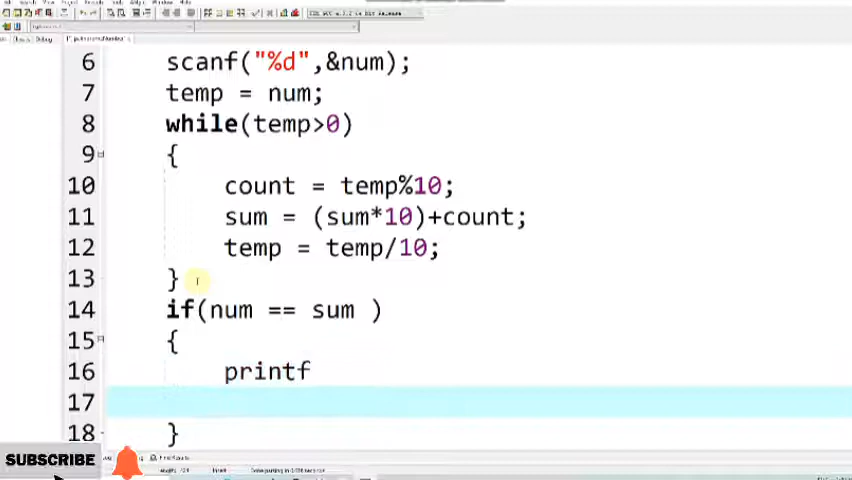 6 scanf("%d",&num);
7 temp = num;
8 while(temp>0)
9 {
10 count = temp%10;
11 sum = (sum*10)+count;
12 temp = temp/10;
13 }
14 if(num == sum )
15 {
16 printf
17
18 }
SUBSCRIBE